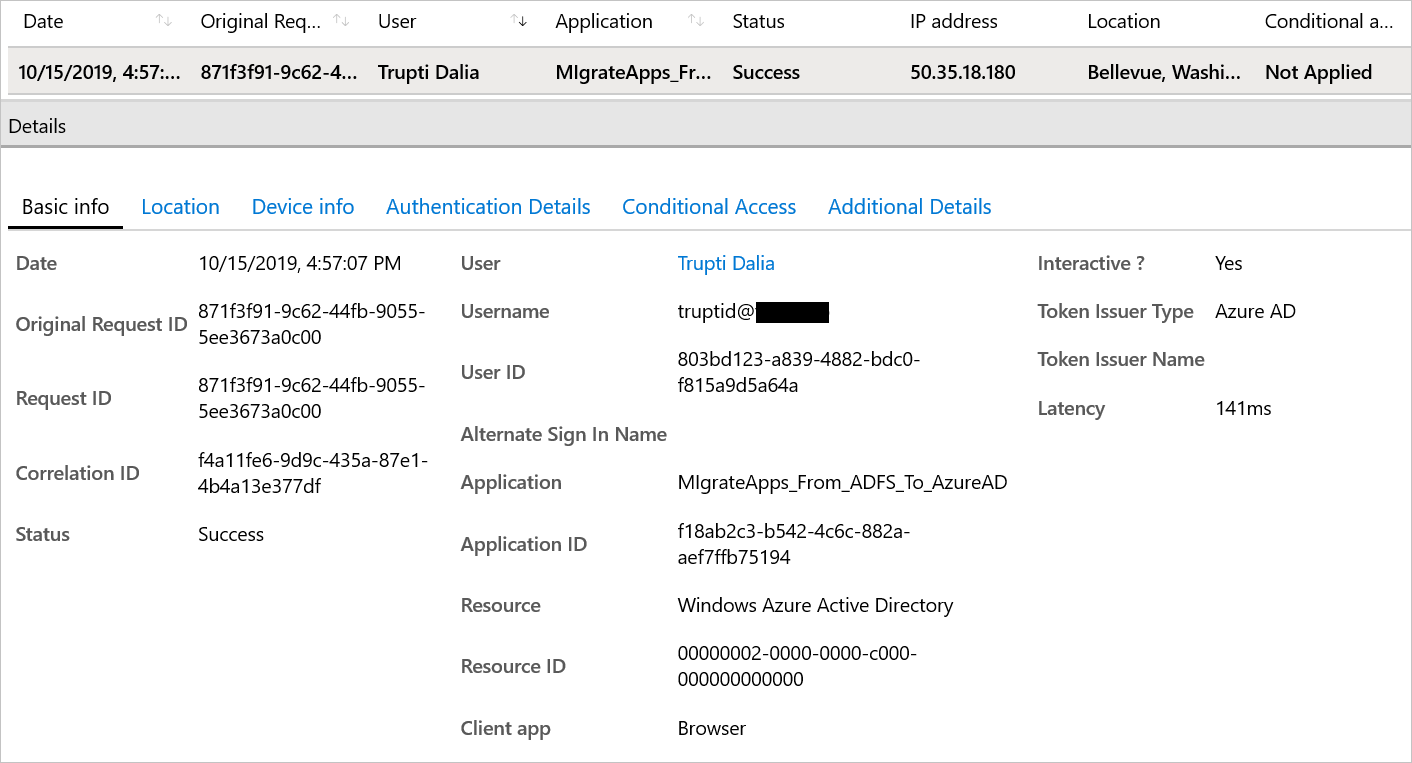 Date Original Req... User Application Status IP address Location Conditional a...
10/15/2019, 4:57:... 871f3f91-9c62-4... Trupti Dalia MIgrateApps_Fr... Success 50.35.18.180 Bellevue, Washi... Not Applied
Details
Basic info Location Device info Authentication Details Conditional Access Additional Details
Date 10/15/2019, 4:57:07 PM
Original Request ID 871f3f91-9c62-44fb-9055-
5ee3673a0c00
Request ID 871f3f91-9c62-44fb-9055-
5ee3673a0c00
Correlation ID f4a11fe6-9d9c-435a-87e1-
4b4a13e377df
Status Success
User Trupti Dalia
Username truptid@
User ID 803bd123-a839-4882-bdc0-
f815a9d5a64a
Alternate Sign In Name
Application MIgrateApps_From_ADFS_To_AzureAD
Application ID f18ab2c3-b542-4c6c-882a-
aef7ffb75194
Resource Windows Azure Active Directory
Resource ID 00000002-0000-0000-c000-
000000000000
Client app Browser
Interactive ? Yes
Token Issuer Type Azure AD
Token Issuer Name
Latency 141ms